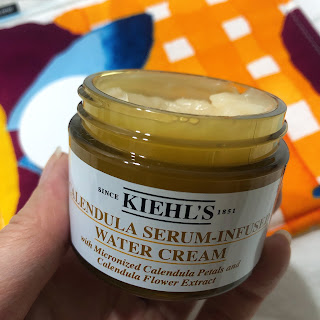 SINCE KIEHL'S 1851
ALENDULA SERUM-INFUSE
WATER CREAM
with Micronized Calendula Petals and
Calendula Flower Extract